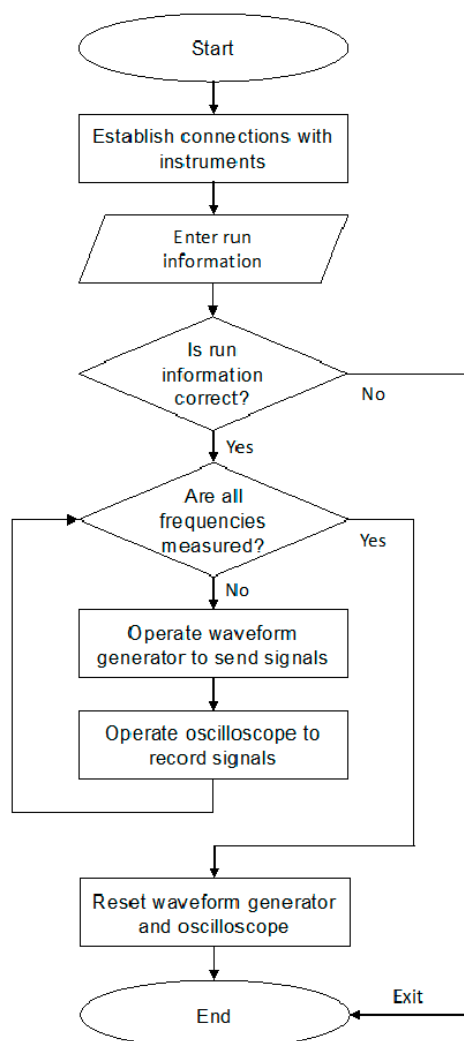 Start
Establish connections with
instruments
Enter run
information
Is run
information
correct?
No
Yes
Are all
frequencies
measured?
Yes
No
Operate waveform
generator to send signals
Operate oscilloscope to
record signals
Reset waveform generator
and oscilloscope
Exit
End